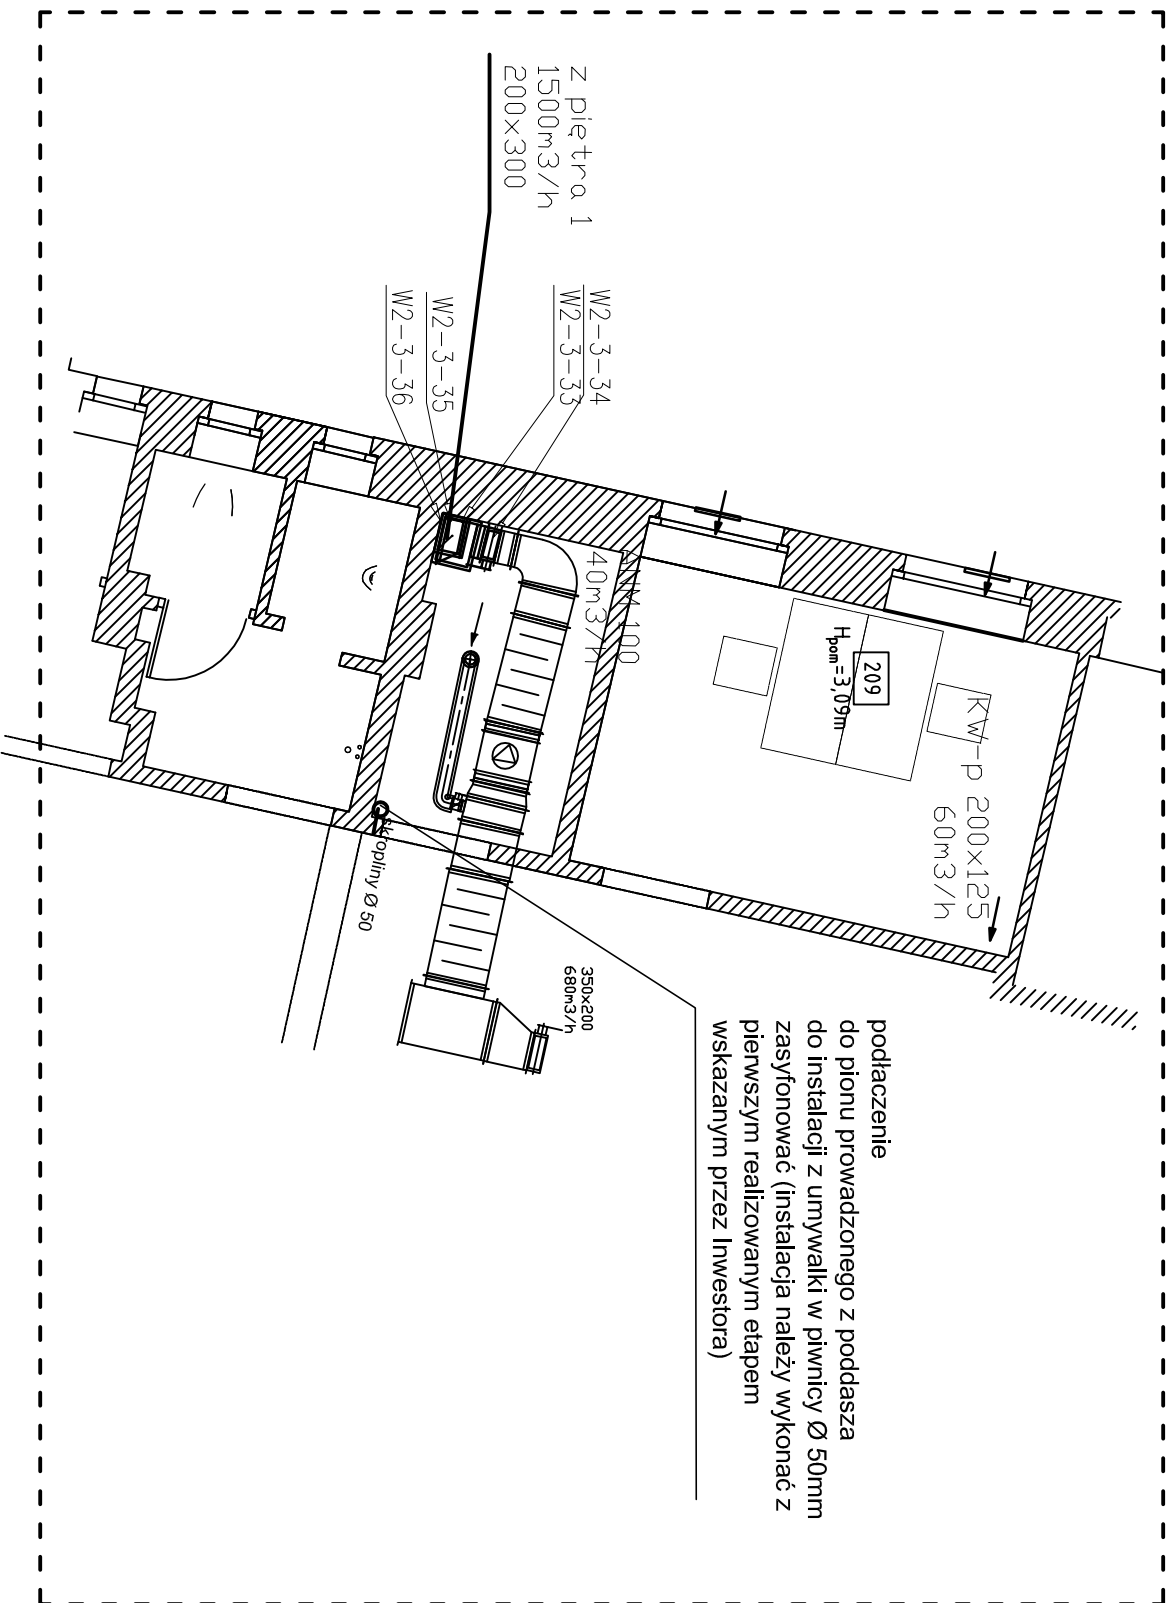 z piętra 1
1500m3/h
200x300
W2-3-34
W2-3-33
W2-3-35
W2-3-36
ANM 100
40m3/h
209
Hpom=3,09m
KW-p 200x125
60m3/h
skropliny Ø 50
350x200
680m3/h
podłaczenie
do pionu prowadzonego z poddasza
do instalacji z umywalki w piwnicy Ø 50mm
zasyfonować (instalacja należy wykonać z
pierwszym realizowanym etapem
wskazanym przez Inwestora)